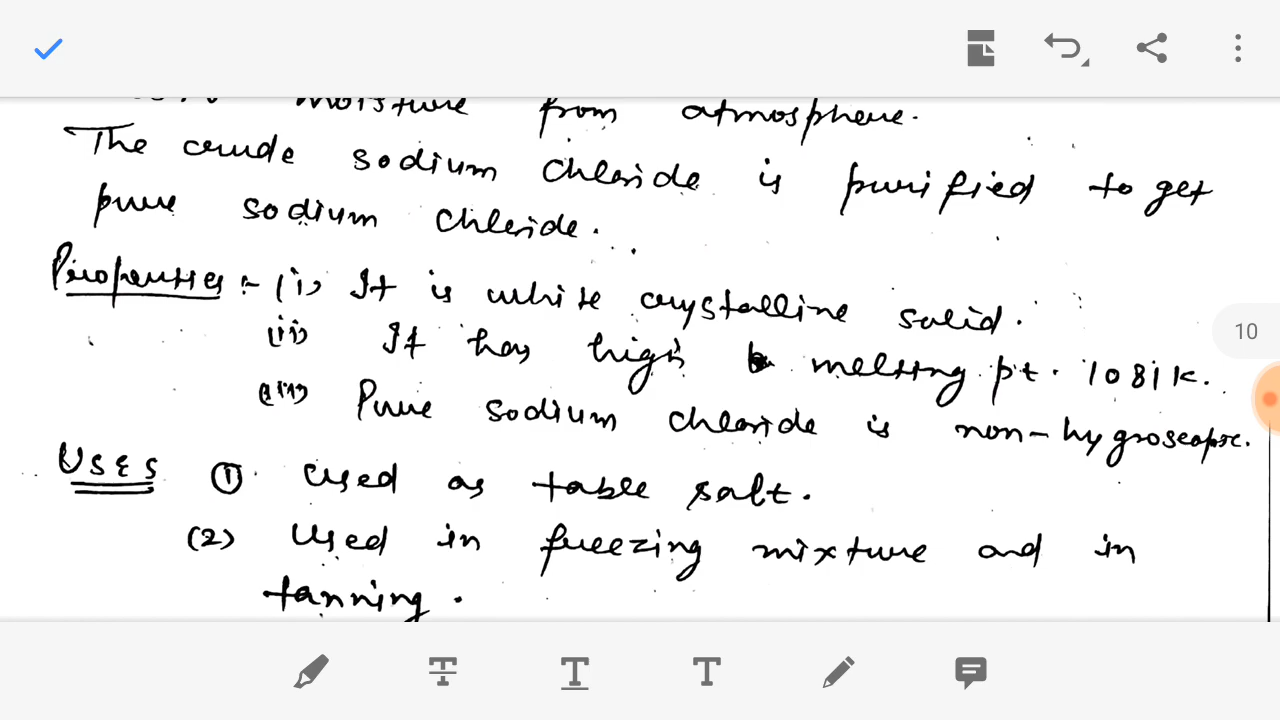 moisture from atmosphere.
The crude sodium chloride is purified to get
pure sodium chloride.
Properties :- (i) It is white crystalline solid.
(ii) It has high melting pt. 1081K.
(iii) Pure sodium chloride is non-hygroscopic.
10
Uses ① Used as table salt.
(2) Used in freezing mixture and in
tanning.
T T T